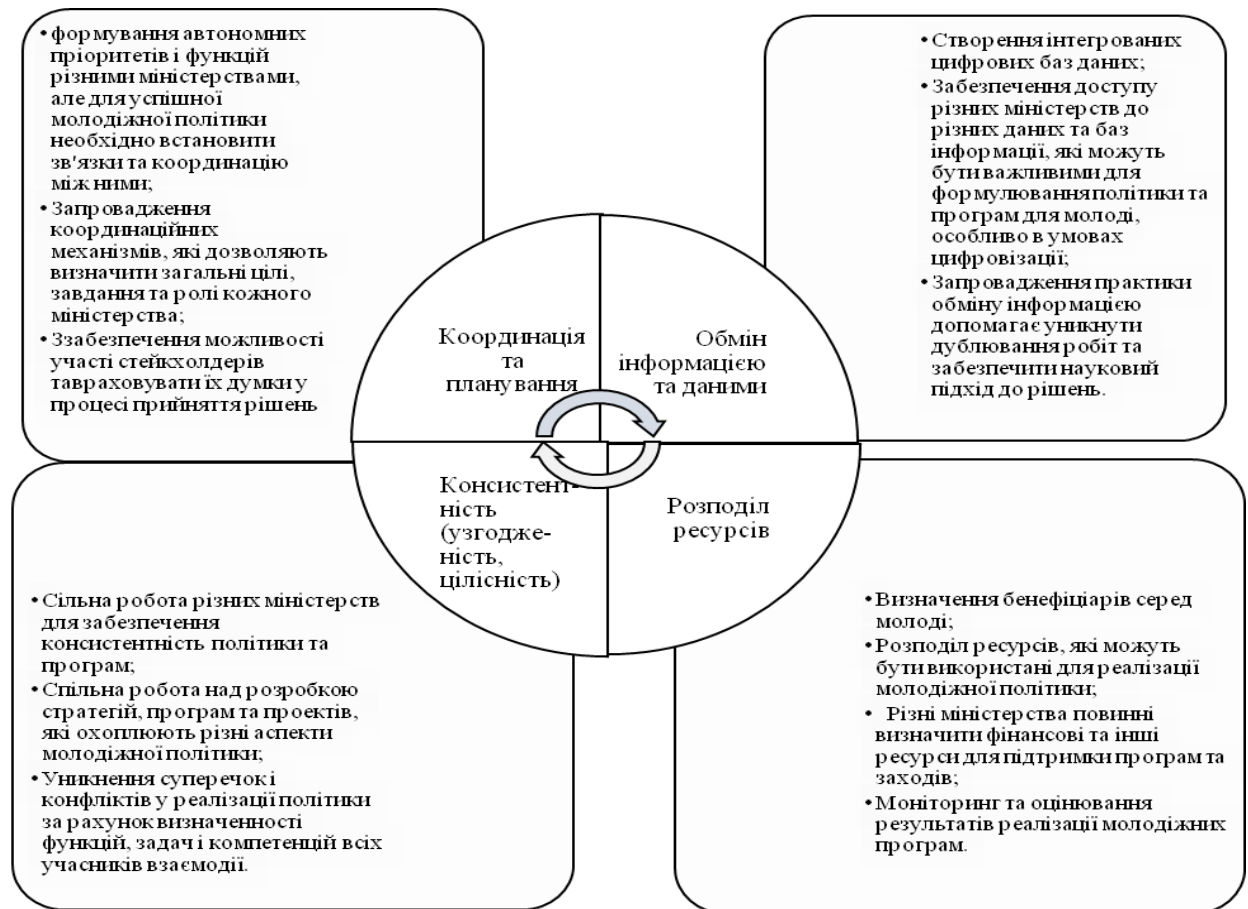 • формування автономних
пріоритетів і функцій
різними міністерствами,
але для успішної
молодіжної політики
необхідно встановити
зв'язки та координацію
між ними;
• Запровадження
координаційних
механізмів, які дозволяють
визначити загальні цілі,
завдання та ролі кожного
міністерства;
• Ззабезпечення можливості
участі стейкхолдерів
тавраховувати їх думки у
процесі прийняття рішень
• Створення інтегрованих
цифрових баз даних;
• Забезпечення доступу
різних міністерств до
різних даних та баз
інформації, які можуть
бути важливими для
формулювання політики та
програм для молоді,
особливо в умовах
цифровізації;
• Запровадження практики
обміну інформацією
допомагає уникнути
дублювання робіт та
забезпечити науковий
підхід до рішень.
Координація
та
планування
Обмін
інформацією
та даними
Консистент-
ність
(узгодже-
ність,
цілісність)
Розподіл
ресурсів
• Сільна робота різних міністерств
для забезпечення
консистентність політики та
програм;
• Спільна робота над розробкою
стратегій, програм та проектів,
які охоплюють різні аспекти
молодіжної політики;
• Уникнення суперечок і
конфліктів у реалізації політики
за рахунок визначенності
функцій, задач і компетенцій всіх
учасників взаємодії.
• Визначення бенефіціарів серед
молоді;
• Розподіл ресурсів, які можуть
бути використані для реалізації
молодіжної політики;
• Різні міністерства повинні
визначити фінансові та інші
ресурси для підтримки програм та
заходів;
• Моніторинг та оцінювання
результатів реалізації молодіжних
програм.